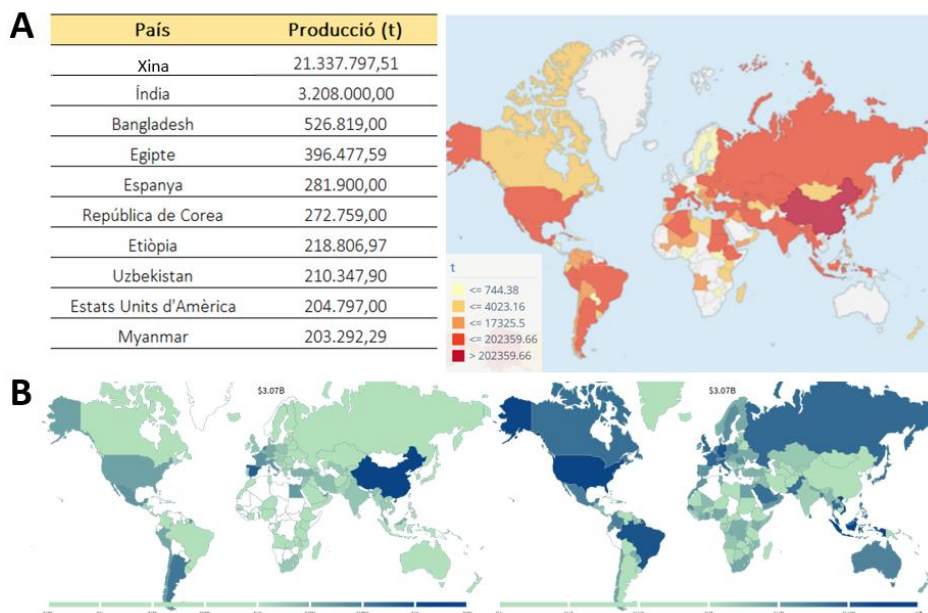 A
País Producció (t)
Xina 21.337.797,51
Índia 3.208.000,00
Bangladesh 526.819,00
Egipte 396.477,59
Espanya 281.900,00
República de Corea 272.759,00
Etiòpia 218.806,97
Uzbekistan 210.347,90
Estats Units d'Amèrica 204.797,00
Myanmar 203.292,29
t
<= 744.38
<= 4023.16
<= 17325.5
<= 202359.66
> 202359.66
B
$3.07B
$3.07B